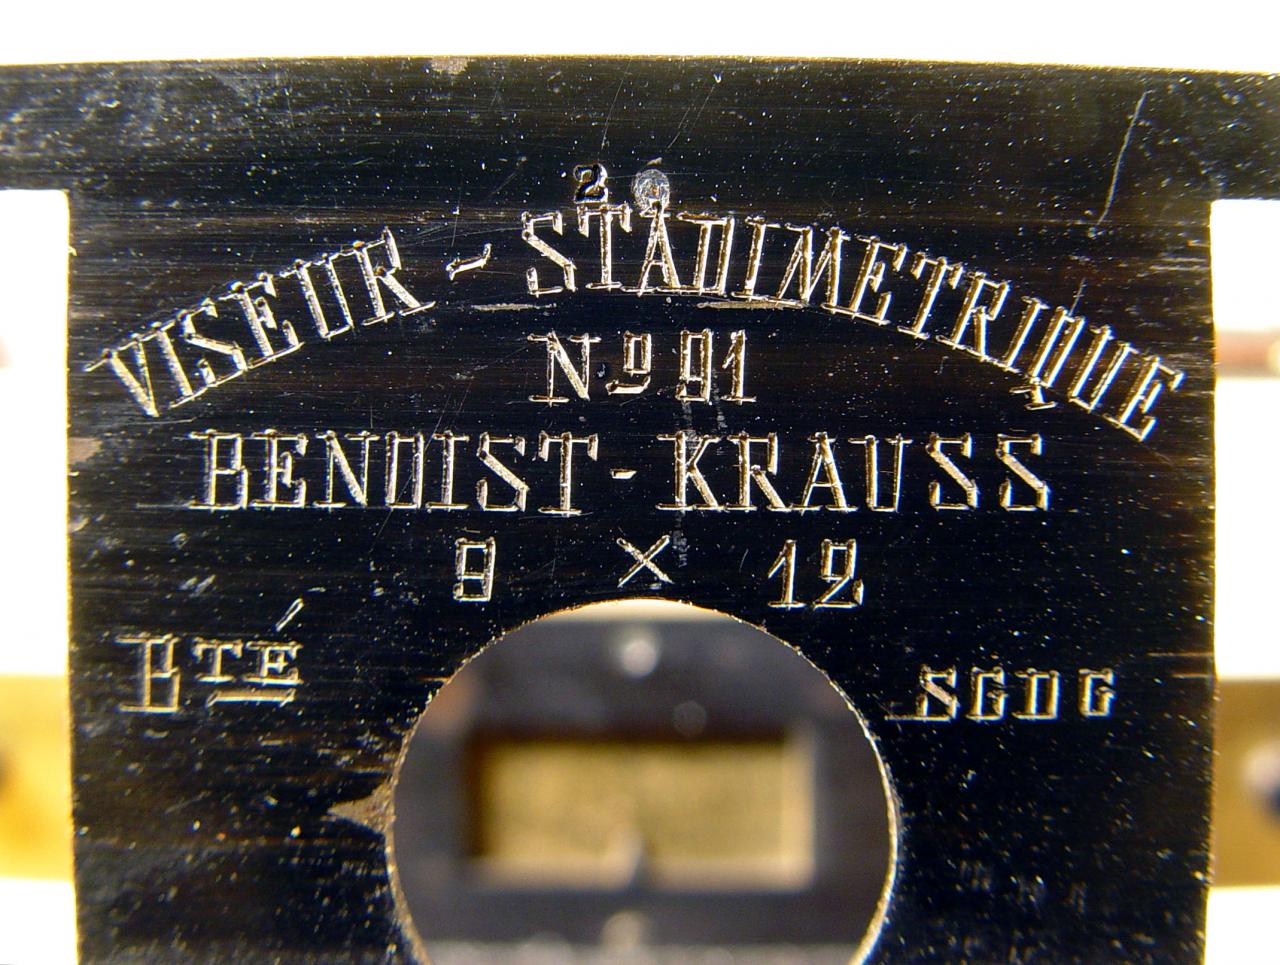 2
VISEUR - STADIMETRIQUE
No 91
BENOIST - KRAUSS
9 × 12
BTÉ SGDG